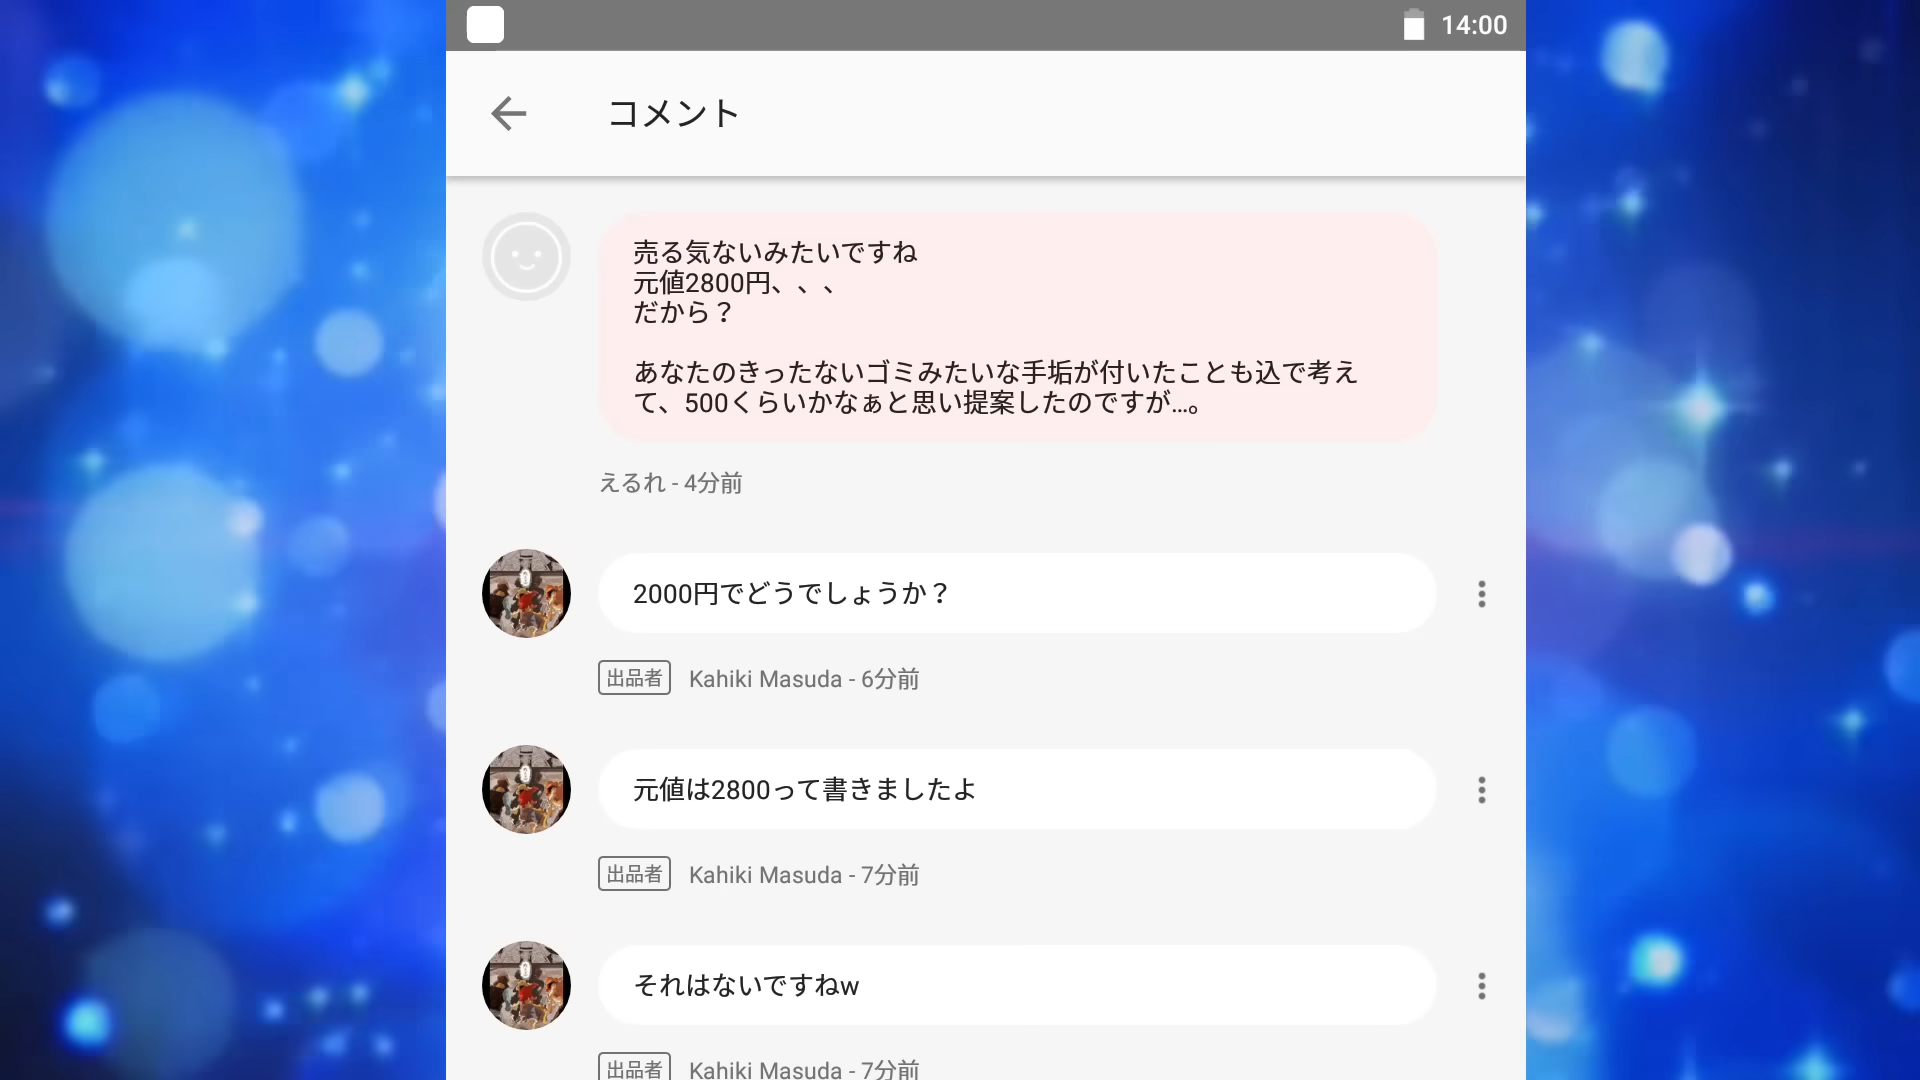 14:00
コメント
売る気ないみたいですね
元値2800円、、、
だから？
あなたのきったないゴミみたいな手垢が付いたことも込で考え
て、500くらいかなぁと思い提案したのですが...。
えるれ - 4分前
2000円でどうでしょうか？
出品者 Kahiki Masuda - 6分前
元値は2800って書きましたよ
出品者 Kahiki Masuda - 7分前
それはないですねw
出品者 Kahiki Masuda - 7分前